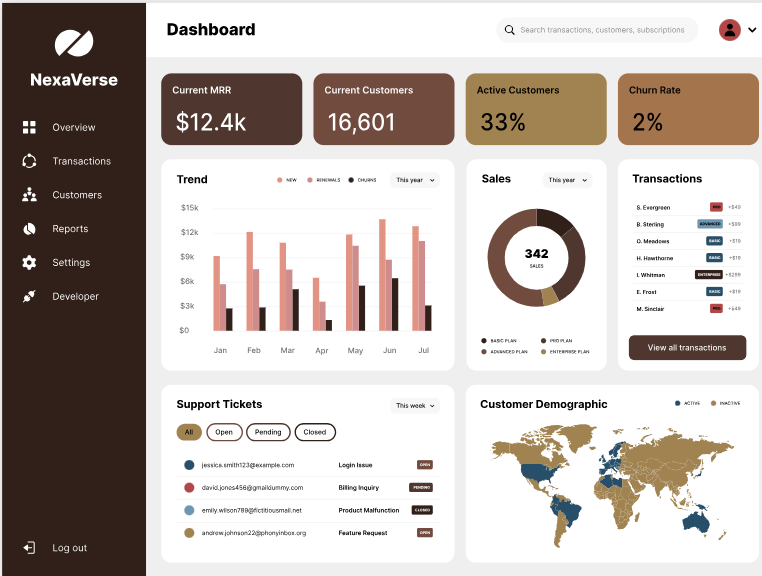 NexaVerse
Overview
Transactions
Customers
Reports
Settings
Developer
Log out
Dashboard
Search transactions, customers, subscriptions
Current MRR
$12.4k
Current Customers
16,601
Active Customers
33%
Churn Rate
2%
Trend
NEW RENEWALS CHURNS
This year
$15k
$12k
$9k
$6k
$3k
$0
Jan Feb Mar Apr May Jun Jul
Sales
This year
342
SALES
BASIC PLAN PRO PLAN
ADVANCED PLAN ENTERPRISE PLAN
Transactions
S. Evergreen PRO +$49
B. Sterling ADVANCED +$99
O. Meadows BASIC +$19
H. Hawthorne BASIC +$19
I. Whitman ENTERPRISE +$299
E. Frost BASIC +$19
M. Sinclair PRO +$49
View all transactions
Support Tickets
This week
All Open Pending Closed
jessica.smith123@example.com Login Issue OPEN
david.jones456@gmaildummy.com Billing Inquiry PENDING
emily.wilson789@fictitiousmail.net Product Malfunction CLOSED
andrew.johnson22@phonyinbox.org Feature Request OPEN
Customer Demographic
ACTIVE INACTIVE